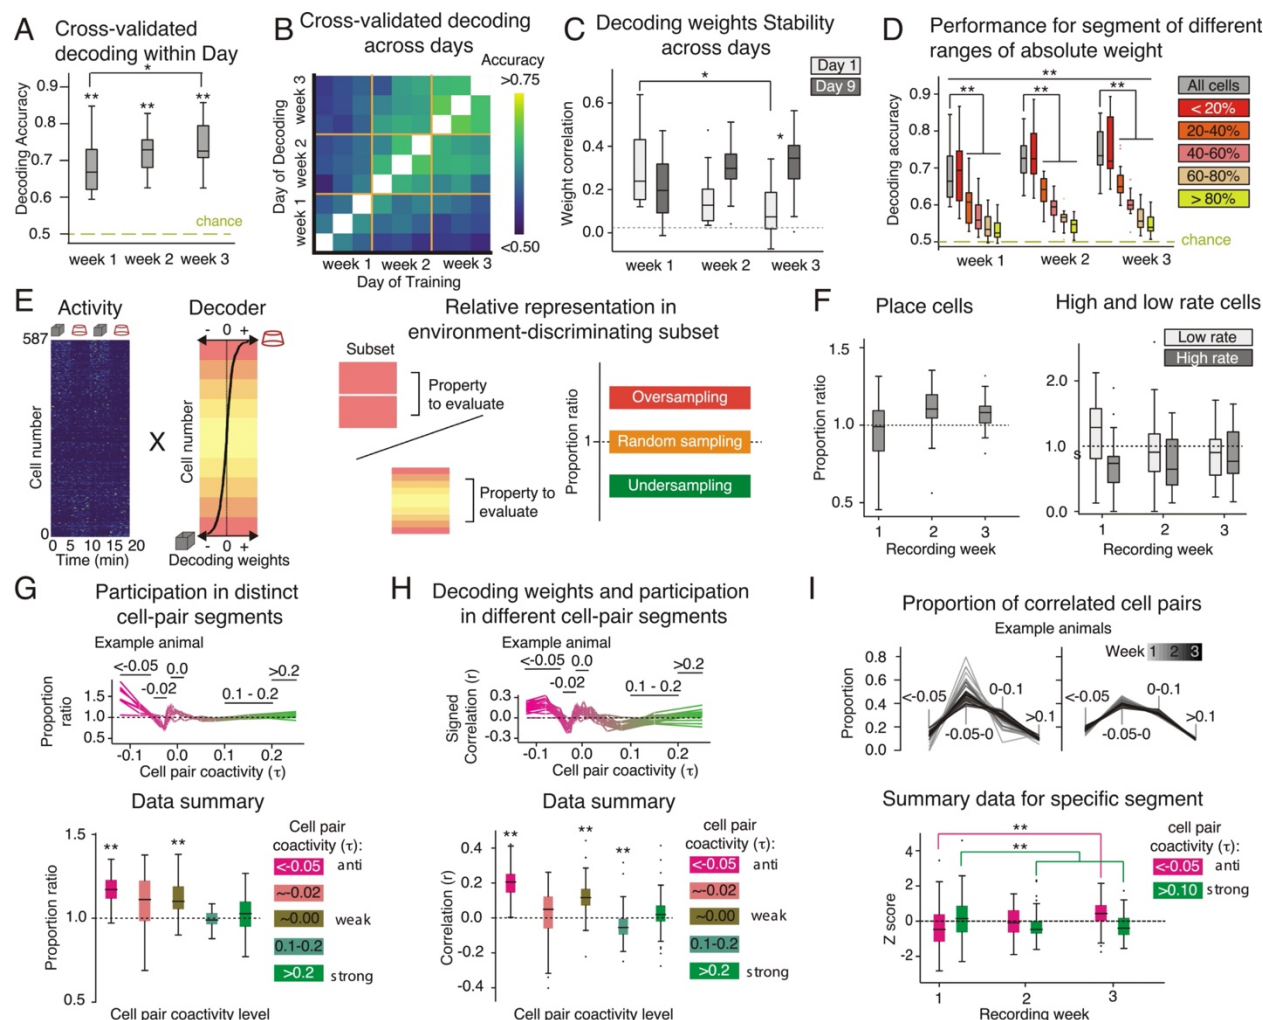 A
Cross-validated
decoding within Day
*
**
**
**
Decoding Accuracy
0.9
0.8
0.7
0.6
0.5
chance
week 1 week 2 week 3
B
Cross-validated decoding
across days
Accuracy
>0.75
<0.50
Day of Decoding
week 3
week 2
week 1
week 1 week 2 week 3
Day of Training
C
Decoding weights Stability
across days
Day 1
Day 9
*
*
Weight correlation
0.6
0.4
0.2
0.0
week 1 week 2 week 3
D
Performance for segment of different
ranges of absolute weight
**
** ** **
Decoding accuracy
0.9
0.8
0.7
0.6
0.5
chance
week 1 week 2 week 3
All cells
< 20%
20-40%
40-60%
60-80%
> 80%
E
Activity
587
Cell number
0
0 5 10 15 20
Time (min)
X
Decoder
- 0 +
Cell number
- 0 +
Decoding weights
Relative representation in
environment-discriminating subset
Subset
Property
to evaluate
Property to
evaluate
Proportion ratio
1
Oversampling
Random sampling
Undersampling
F
Place cells
Proportion ratio
1.5
1.0
0.5
1 2 3
Recording week
High and low rate cells
Low rate
High rate
2.0
1.0
s
0.0
1 2 3
Recording week
G
Participation in distinct
cell-pair segments
Example animal
<-0.05
0.0
-0.02
0.1 - 0.2
>0.2
Proportion
ratio
1.5
1.0
0.5
-0.1 0.0 0.1 0.2
Cell pair coactivity (τ)
Data summary
Proportion ratio
1.5
1.0
0.5
** **
Cell pair coactivity level
Cell pair
coactivity (τ):
<-0.05 anti
~-0.02
~0.00 weak
0.1-0.2
>0.2 strong
H
Decoding weights and participation
in different cell-pair segments
Example animal
<-0.05
0.0
-0.02
0.1 - 0.2
>0.2
Signed
Correlation (r)
0.3
0.0
-0.3
-0.1 0.0 0.1 0.2
Cell pair coactivity (τ)
Data summary
Correlation (r)
0.4
0.2
0.0
-0.2
-0.4
** ** **
Cell pair coactivity level
cell pair
coactivity (τ):
<-0.05 anti
~-0.02
~0.00 weak
0.1-0.2
>0.2 strong
I
Proportion of correlated cell pairs
Example animals
Week 1 2 3
Proportion
0.8
0.6
0.4
0.2
0.0
<-0.05
-0.05-0
0-0.1
>0.1
<-0.05
-0.05-0
0-0.1
>0.1
Summary data for specific segment
**
**
Z score
4
2
0
-2
1 2 3
Recording week
cell pair
coactivity (τ):
<-0.05 anti
>0.10 strong